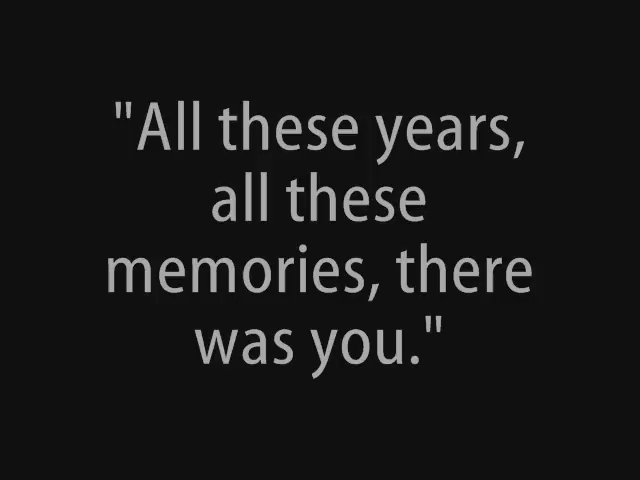 "All these years,
all these
memories, there
was you."